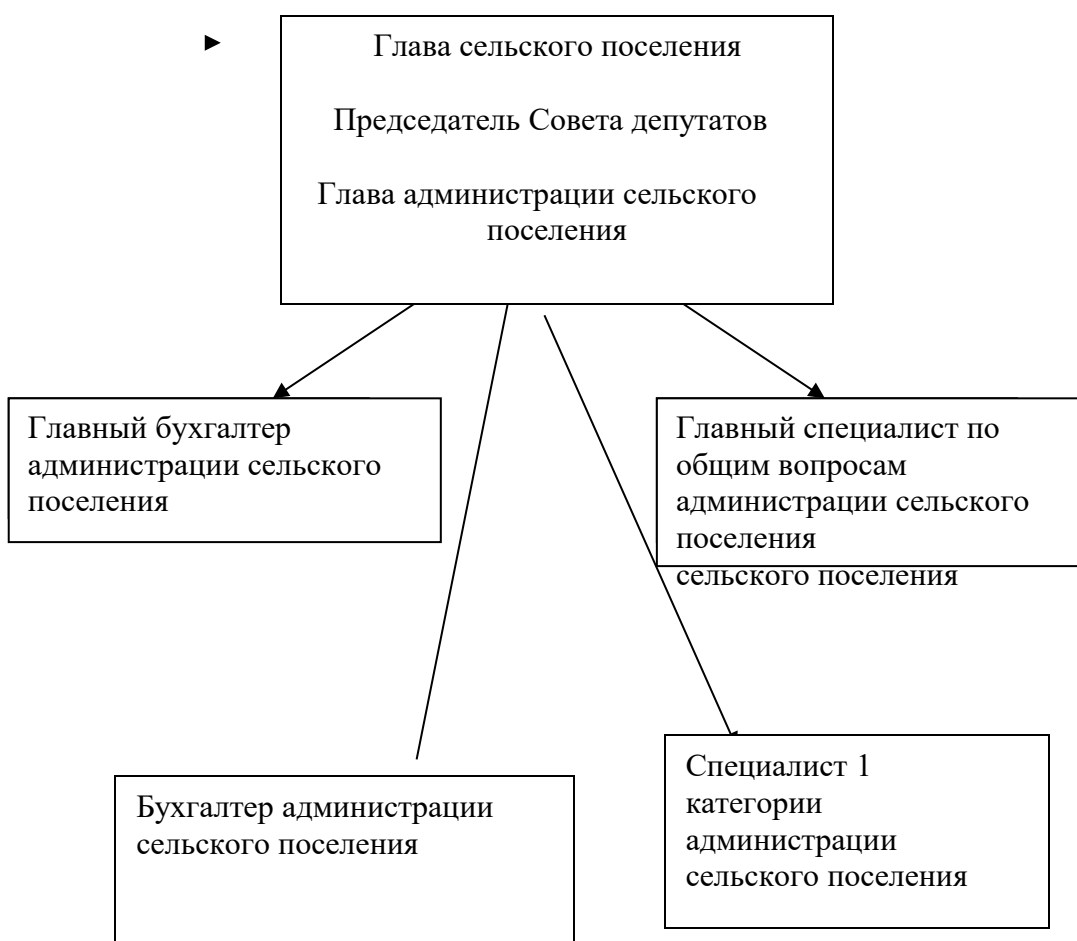 Глава сельского поселения
Председатель Совета депутатов
Глава администрации сельского
поселения
Главный бухгалтер
администрации сельского
поселения
Главный специалист по
общим вопросам
администрации сельского
поселения
сельского поселения
Бухгалтер администрации
сельского поселения
Специалист 1
категории
администрации
сельского поселения